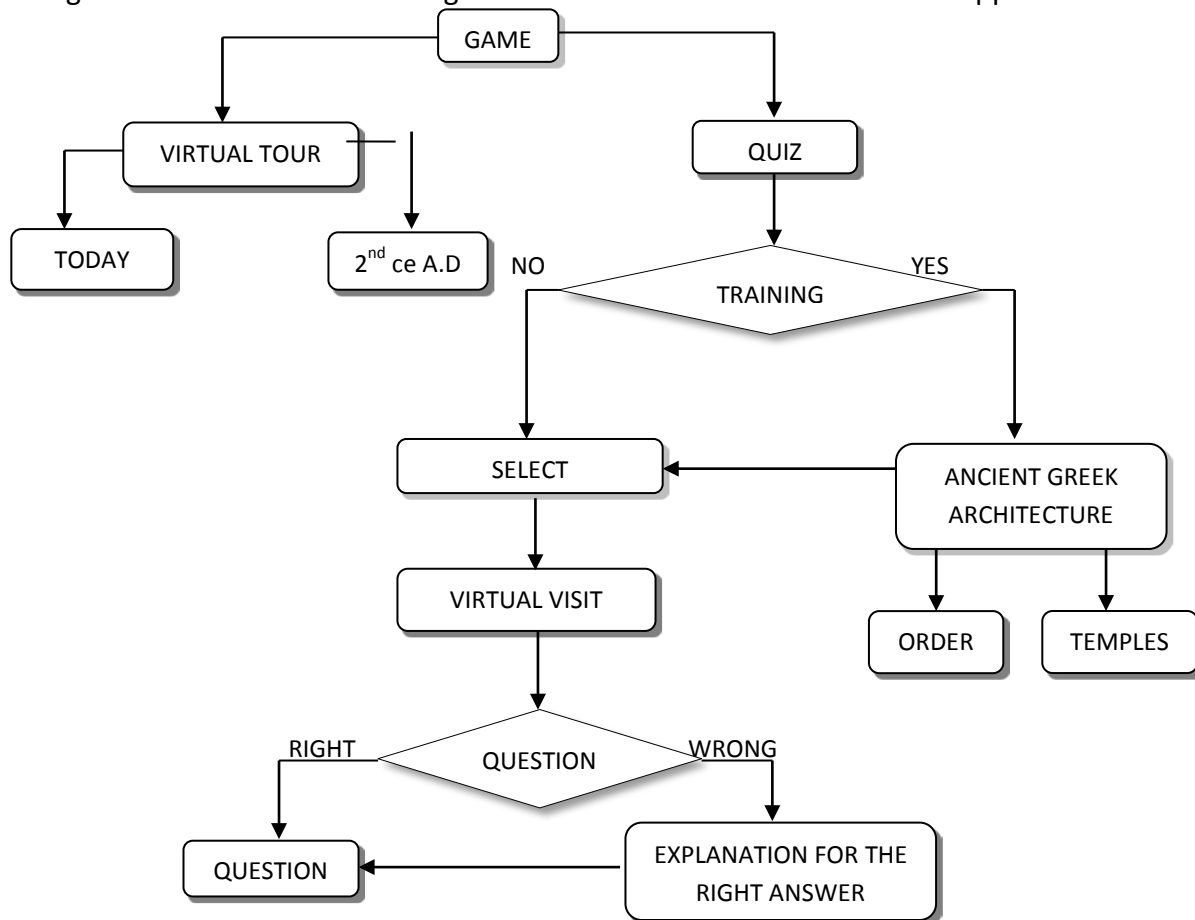 GAME
VIRTUAL TOUR
QUIZ
TODAY
2nd ce A.D
NO
YES
TRAINING
SELECT
ANCIENT GREEK
ARCHITECTURE
VIRTUAL VISIT
ORDER
TEMPLES
RIGHT
WRONG
QUESTION
QUESTION
EXPLANATION FOR THE
RIGHT ANSWER